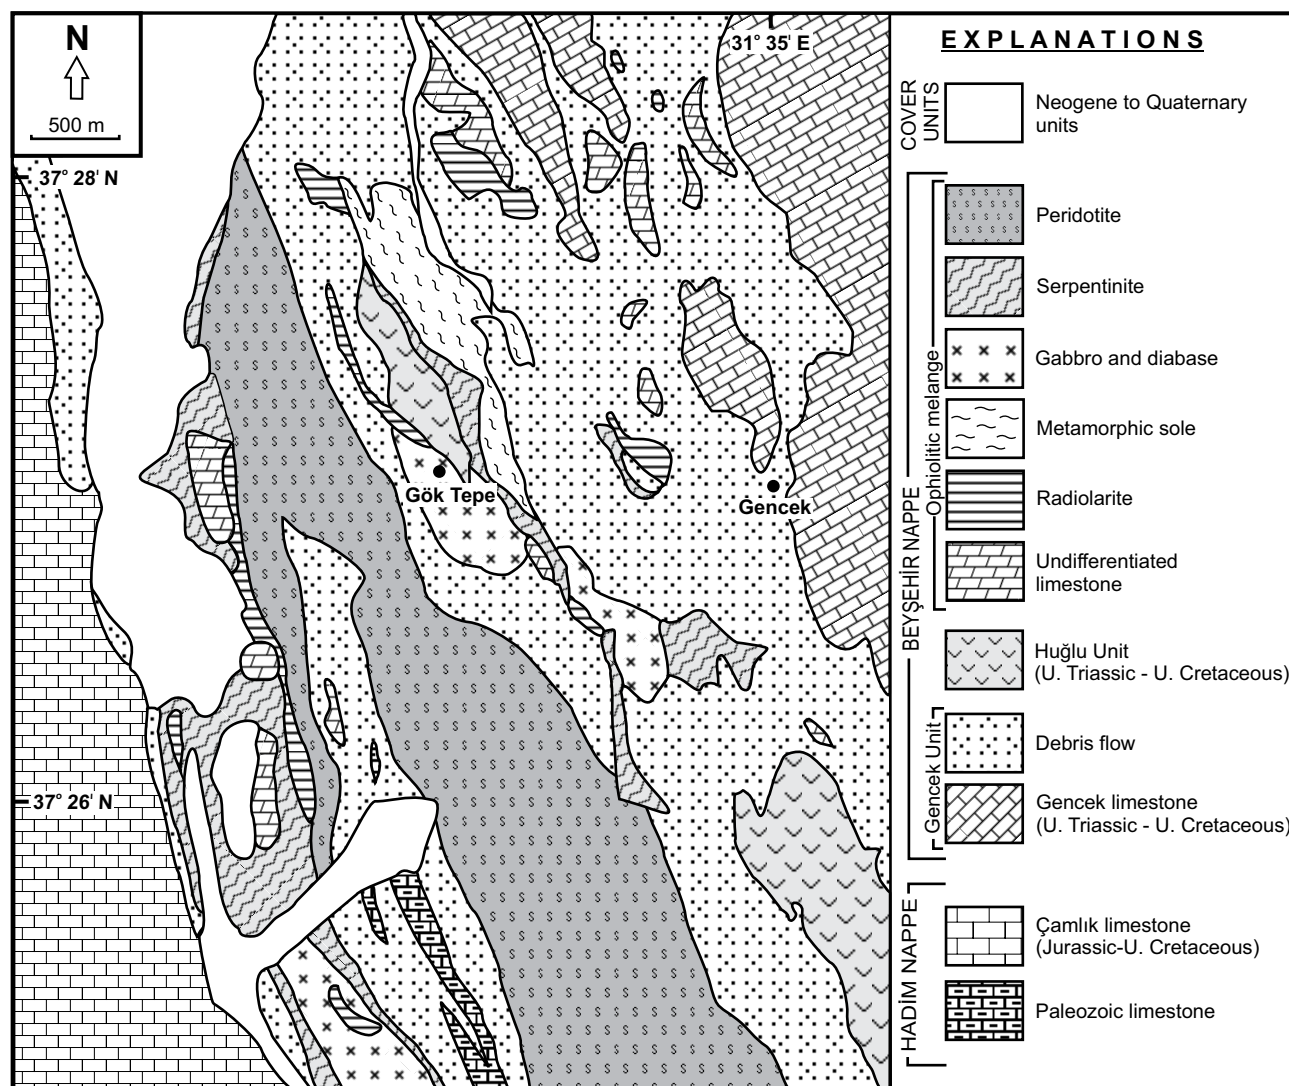 N
500 m
31° 35' E
37° 28' N
Gök Tepe
Gencek
37° 26' N
EXPLANATIONS
COVER
UNITS
Neogene to Quaternary
units
BEYŞEHİR NAPPE
Ophiolitic melange
Peridotite
Serpentinite
Gabbro and diabase
Metamorphic sole
Radiolarite
Undifferentiated
limestone
Huğlu Unit
(U. Triassic - U. Cretaceous)
Gencek Unit
Debris flow
Gencek limestone
(U. Triassic - U. Cretaceous)
HADİM NAPPE
Çamlık limestone
(Jurassic-U. Cretaceous)
Paleozoic limestone